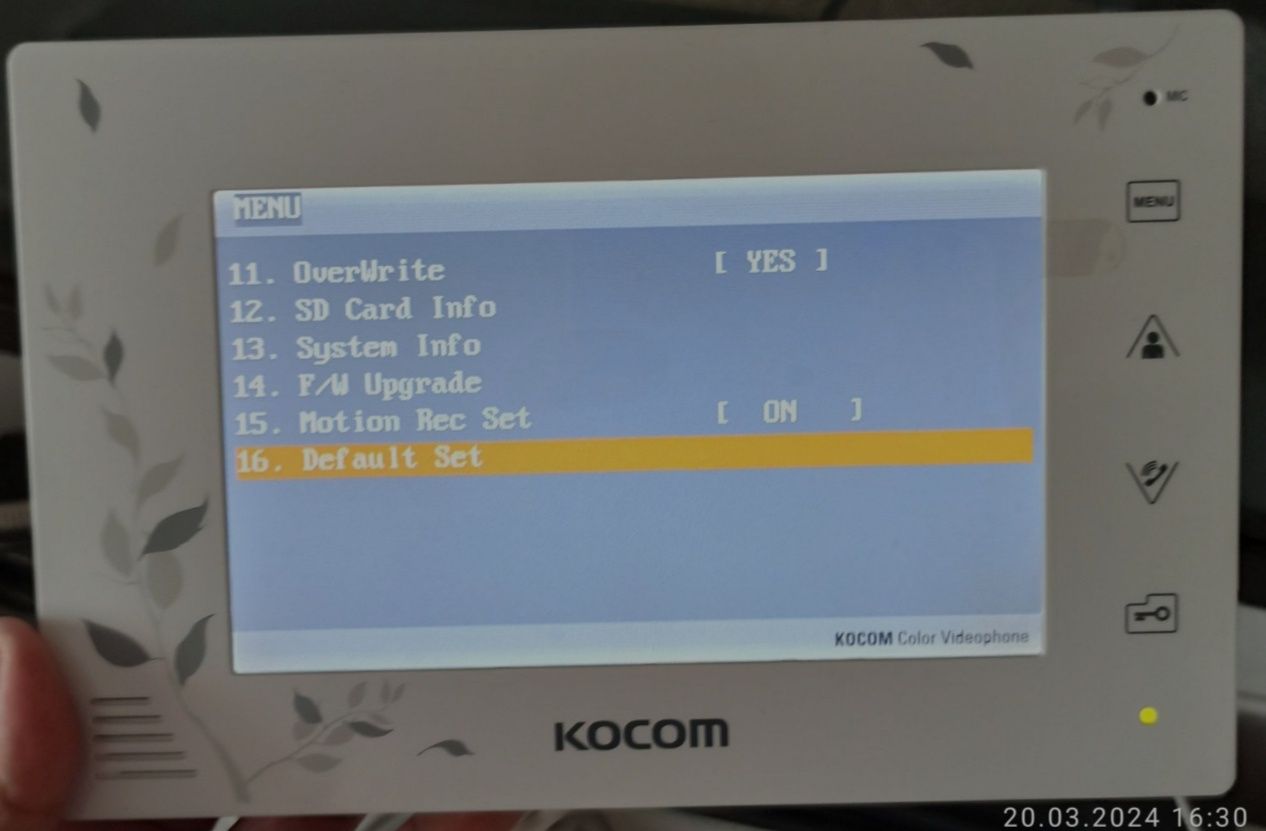 MIC
MENU
MENU
11. OverWrite [ YES ]
12. SD Card Info
13. System Info
14. F/W Upgrade
15. Motion Rec Set [ ON ]
16. Default Set
KOCOM Color Videophone
KOCOM
20.03.2024 16:30